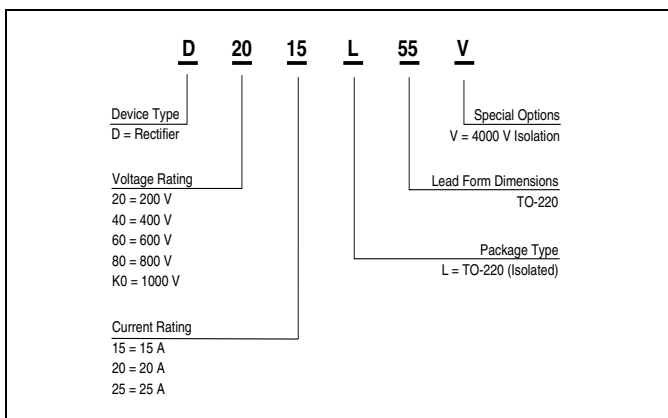 D 20 15 L 55 V
Device Type
D = Rectifier
Voltage Rating
20 = 200 V
40 = 400 V
60 = 600 V
80 = 800 V
K0 = 1000 V
Current Rating
15 = 15 A
20 = 20 A
25 = 25 A
Special Options
V = 4000 V Isolation
Lead Form Dimensions
TO-220
Package Type
L = TO-220 (Isolated)